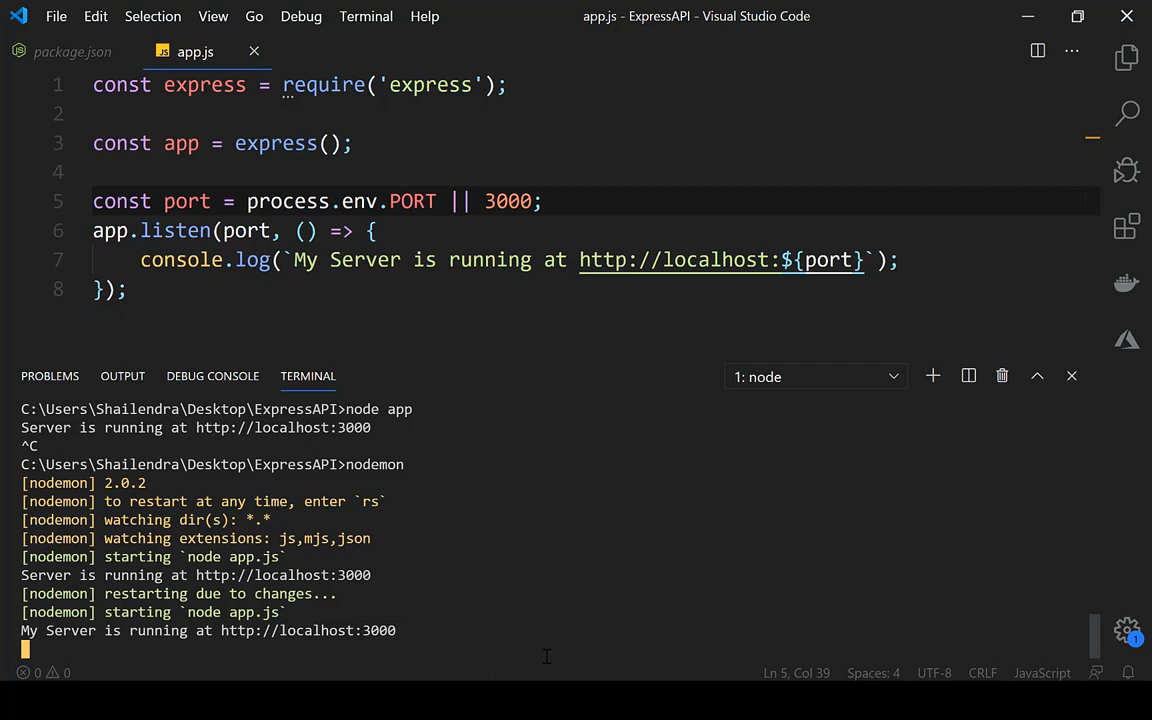 File Edit Selection View Go Debug Terminal Help app.js - ExpressAPI - Visual Studio Code
package.json JS app.js
1 const express = require('express');
2
3 const app = express();
4
5 const port = process.env.PORT || 3000;
6 app.listen(port, () => {
7 console.log(`My Server is running at http://localhost:${port}`);
8 });
PROBLEMS OUTPUT DEBUG CONSOLE TERMINAL 1: node
C:\Users\Shailendra\Desktop\ExpressAPI>node app
Server is running at http://localhost:3000
^C
C:\Users\Shailendra\Desktop\ExpressAPI>nodemon
[nodemon] 2.0.2
[nodemon] to restart at any time, enter `rs`
[nodemon] watching dir(s): *.*
[nodemon] watching extensions: js,mjs,json
[nodemon] starting `node app.js`
Server is running at http://localhost:3000
[nodemon] restarting due to changes...
[nodemon] starting `node app.js`
My Server is running at http://localhost:3000
1
0 0 Ln 5, Col 39 Spaces: 4 UTF-8 CRLF JavaScript